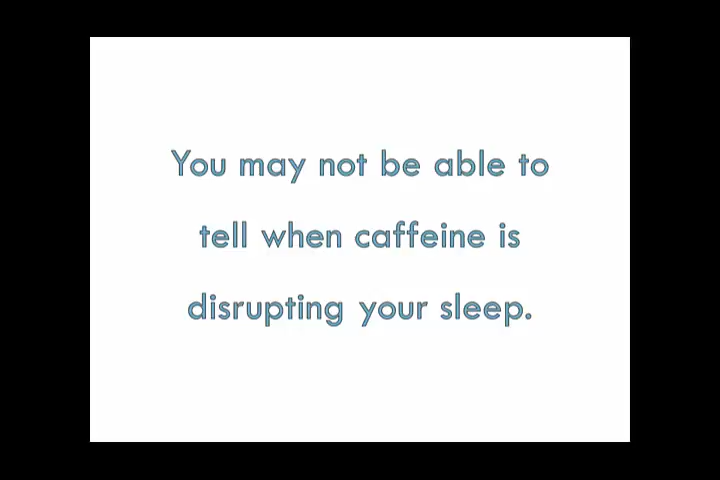 You may not be able to
tell when caffeine is
disrupting your sleep.